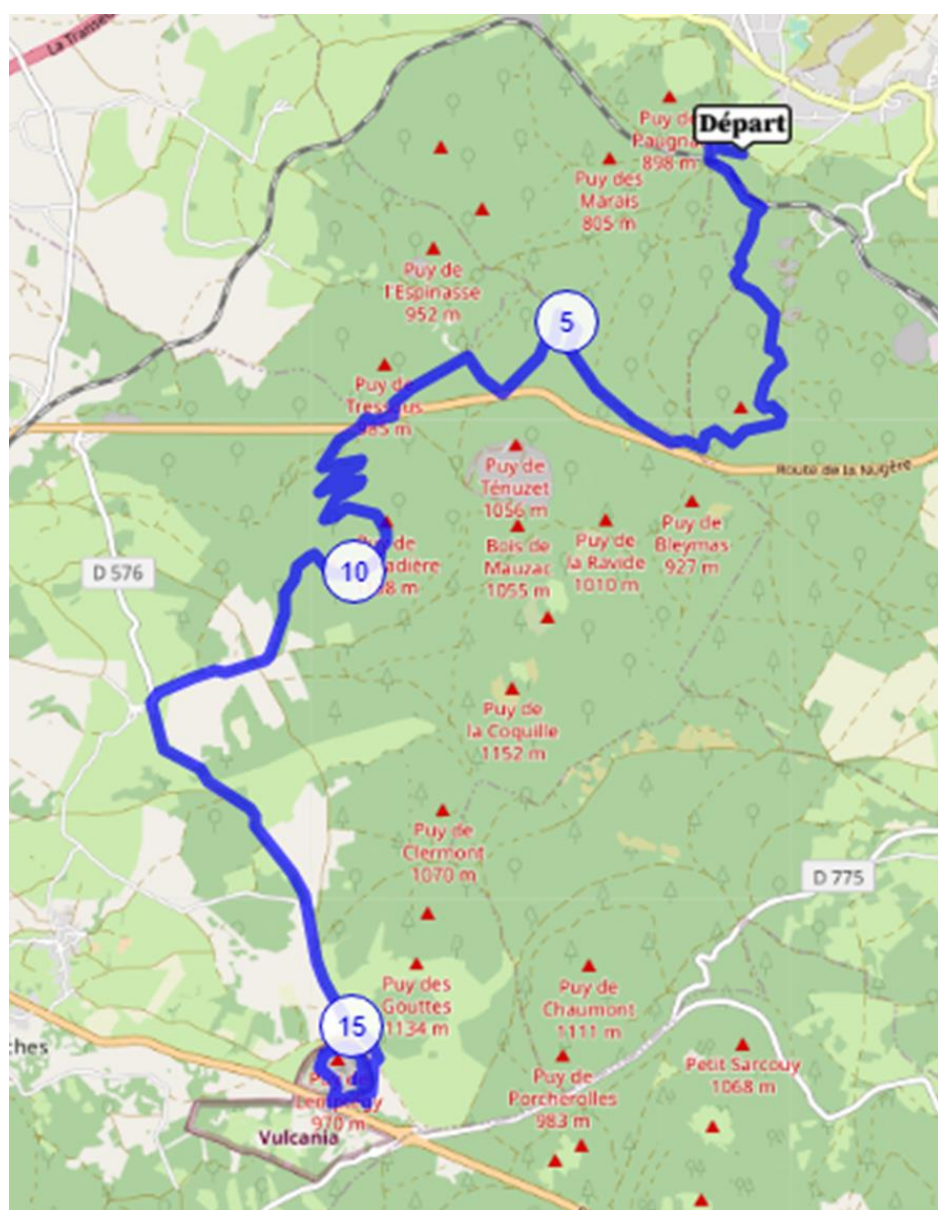 La Transe
Départ
Puy de
898 m
Puy des
Marais
805 m
Puy de
l'Espinasse
952 m
5
Puy de
Route de la Nugère
Puy de
Ténuzet
1056 m
Bois de
Mauzac
1055 m
Puy de
la Ravide
1010 m
Puy de
Bleymas
927 m
D 576
10
Puy de
la Coquille
1152 m
Puy de
Clermont
1070 m
D 775
Puy des
Gouttes
1134 m
Puy de
Chaumont
1111 m
15
ches
Petit Sarcouy
1068 m
Puy de
Porcherolles
983 m
970 m
Vulcania